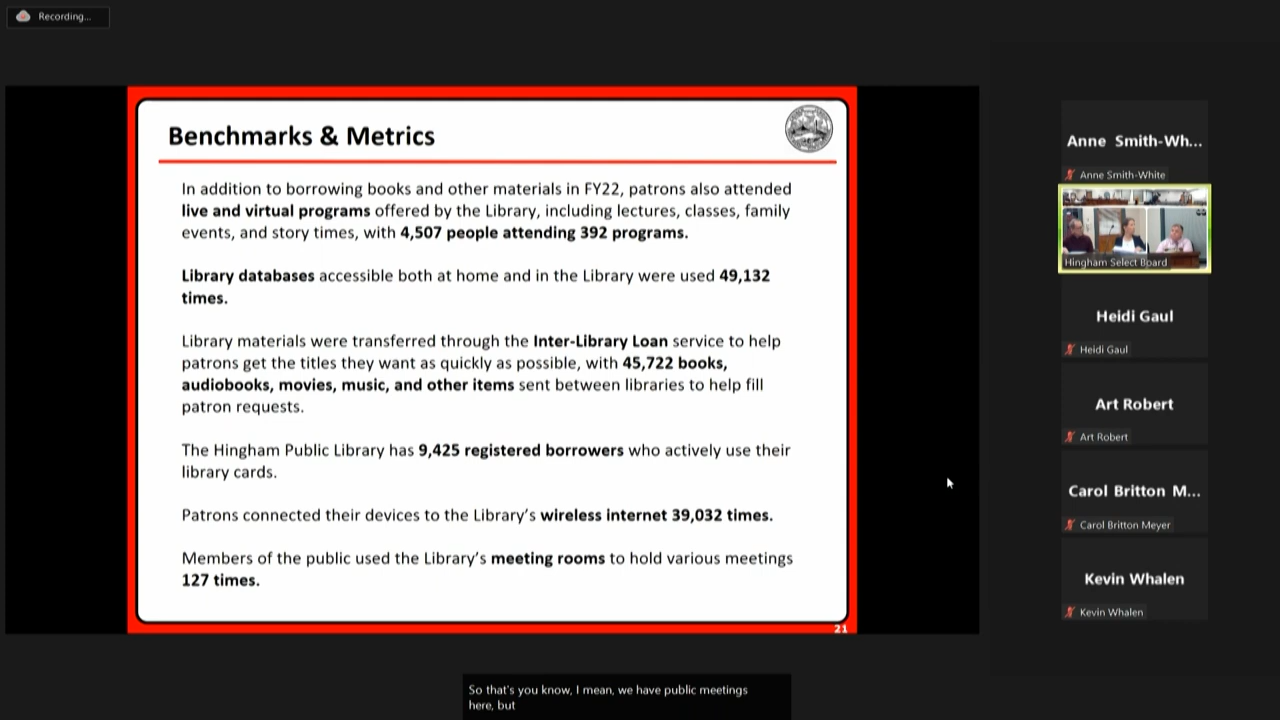 Recording...
Benchmarks & Metrics
In addition to borrowing books and other materials in FY22, patrons also attended
live and virtual programs offered by the Library, including lectures, classes, family
events, and story times, with 4,507 people attending 392 programs.
Library databases accessible both at home and in the Library were used 49,132
times.
Library materials were transferred through the Inter-Library Loan service to help
patrons get the titles they want as quickly as possible, with 45,722 books,
audiobooks, movies, music, and other items sent between libraries to help fill
patron requests.
The Hingham Public Library has 9,425 registered borrowers who actively use their
library cards.
Patrons connected their devices to the Library's wireless internet 39,032 times.
Members of the public used the Library's meeting rooms to hold various meetings
127 times.
21
Anne Smith-Wh...
Anne Smith-White
Hingham Select Board
Heidi Gaul
Heidi Gaul
Art Robert
Art Robert
Carol Britton M...
Carol Britton Meyer
Kevin Whalen
Kevin Whalen
So that's you know, I mean, we have public meetings
here, but